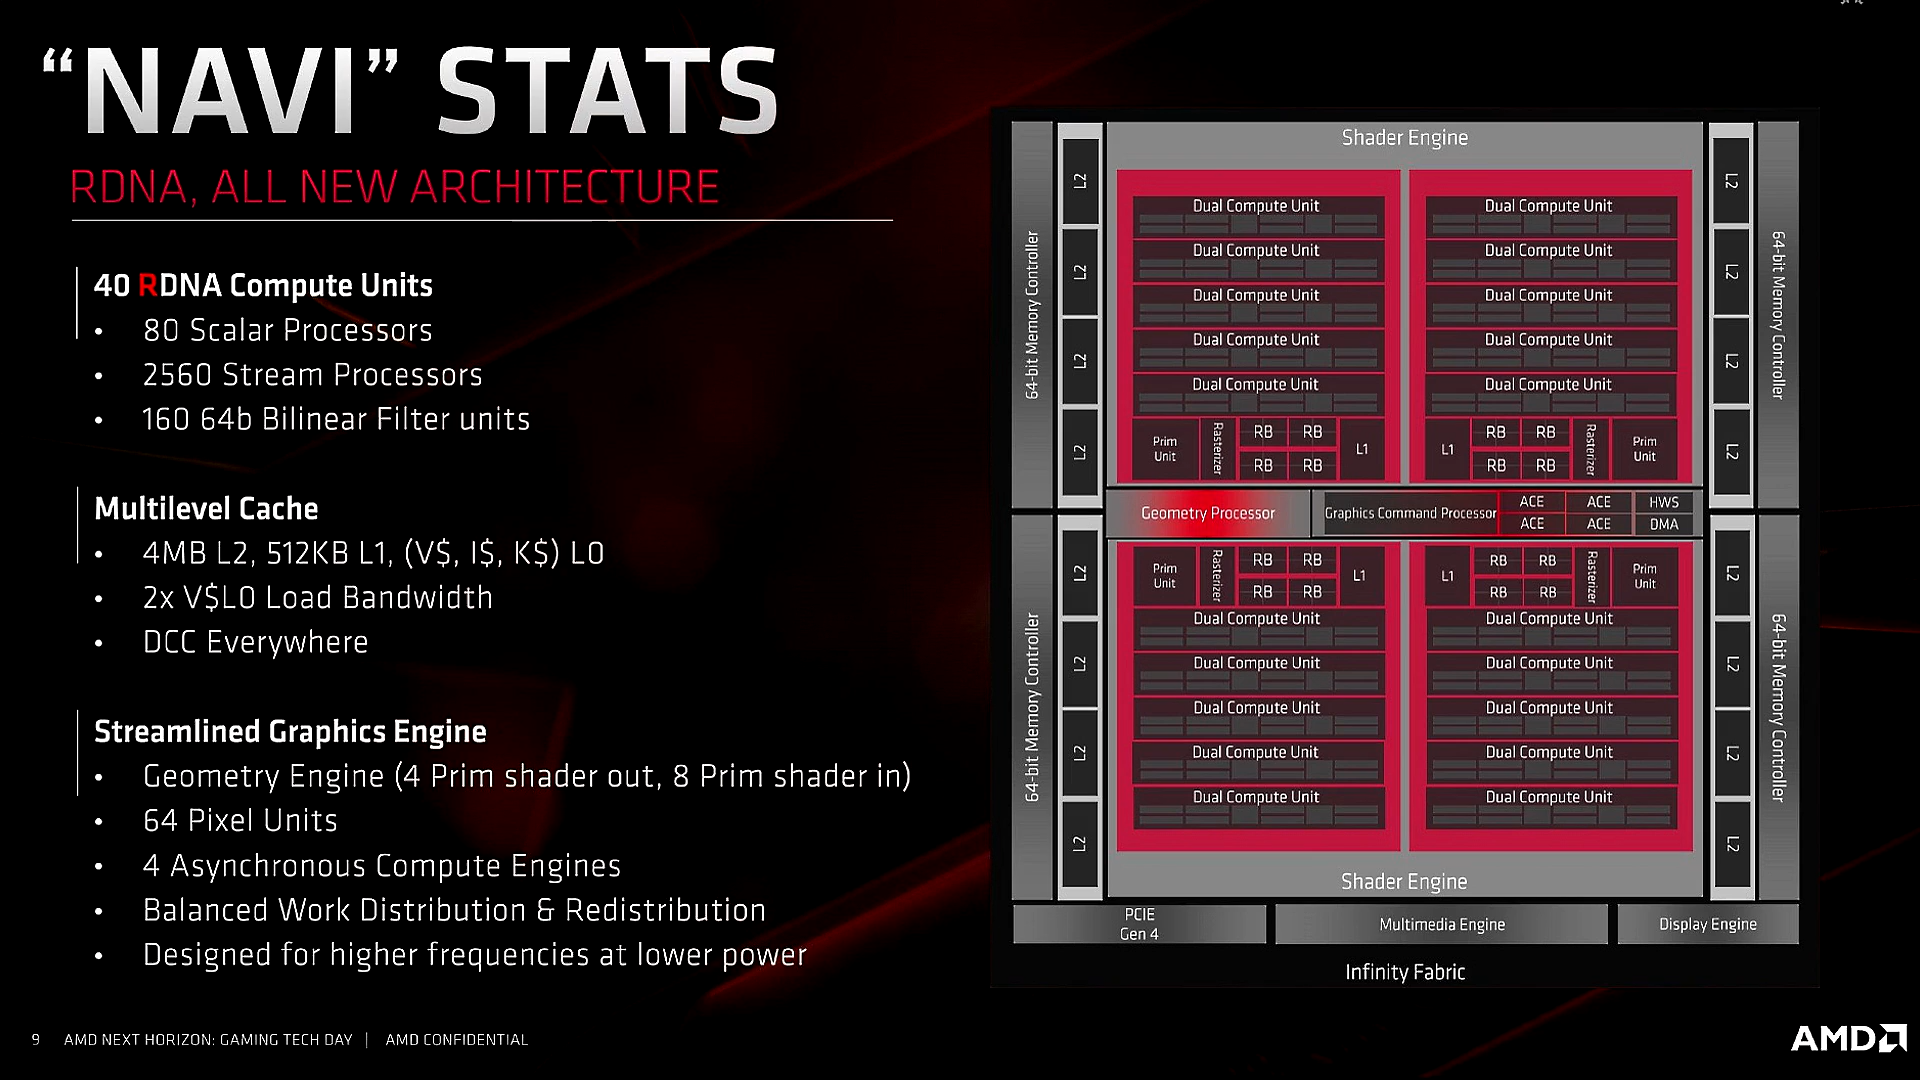 “NAVI” STATS
RDNA, ALL NEW ARCHITECTURE
40 RDNA Compute Units
• 80 Scalar Processors
• 2560 Stream Processors
• 160 64b Bilinear Filter units
Multilevel Cache
• 4MB L2, 512KB L1, (V$, I$, K$) L0
• 2x V$L0 Load Bandwidth
• DCC Everywhere
Streamlined Graphics Engine
• Geometry Engine (4 Prim shader out, 8 Prim shader in)
• 64 Pixel Units
• 4 Asynchronous Compute Engines
• Balanced Work Distribution & Redistribution
• Designed for higher frequencies at lower power
Shader Engine
64-bit Memory Controller
L2
L2
L2
L2
Dual Compute Unit
Dual Compute Unit
Dual Compute Unit
Dual Compute Unit
Dual Compute Unit
Prim
Unit
Rasterizer
RB RB
RB RB
L1
Dual Compute Unit
Dual Compute Unit
Dual Compute Unit
Dual Compute Unit
Dual Compute Unit
L1
RB RB
RB RB
Rasterizer
Prim
Unit
L2
L2
L2
L2
64-bit Memory Controller
Geometry Processor
Graphics Command Processor
ACE ACE HWS
ACE ACE DMA
64-bit Memory Controller
L2
L2
L2
L2
Prim
Unit
Rasterizer
RB RB
RB RB
L1
Dual Compute Unit
Dual Compute Unit
Dual Compute Unit
Dual Compute Unit
Dual Compute Unit
L1
RB RB
RB RB
Rasterizer
Prim
Unit
Dual Compute Unit
Dual Compute Unit
Dual Compute Unit
Dual Compute Unit
Dual Compute Unit
L2
L2
L2
L2
64-bit Memory Controller
Shader Engine
PCIE
Gen 4
Multimedia Engine
Display Engine
Infinity Fabric
9 AMD NEXT HORIZON: GAMING TECH DAY | AMD CONFIDENTIAL
AMD